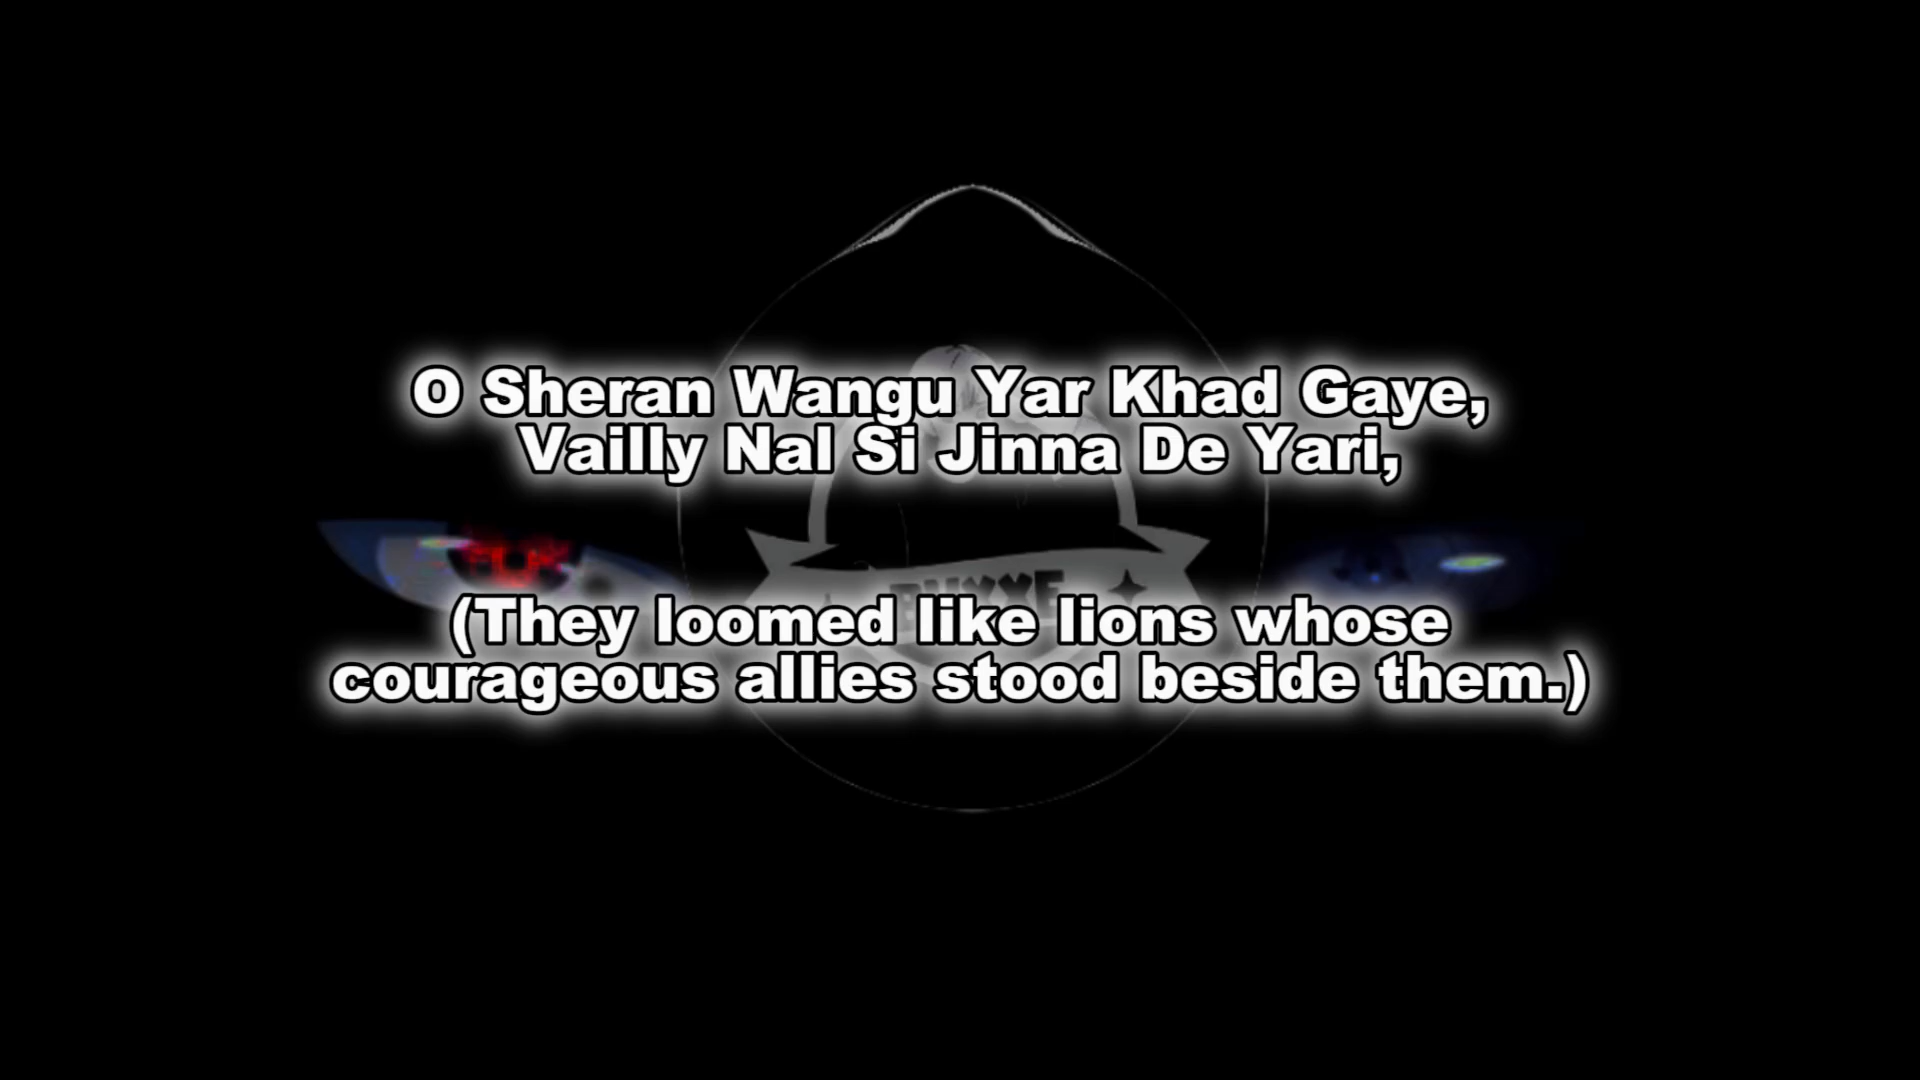 O Sheran Wangu Yar Khad Gaye,
Vailly Nal Si Jinna De Yari,
(They loomed like lions whose
courageous allies stood beside them.)